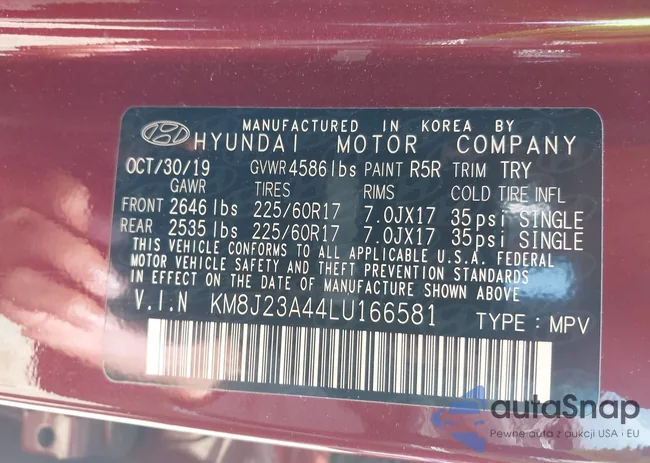 MANUFACTURED IN KOREA BY
HYUNDAI MOTOR COMPANY
OCT/30/19 GVWR 4586 lbs PAINT R5R TRIM TRY
GAWR TIRES RIMS COLD TIRE INFL
FRONT 2646 lbs 225/60R17 7.0JX17 35psi SINGLE
REAR 2535 lbs 225/60R17 7.0JX17 35psi SINGLE
THIS VEHICLE CONFORMS TO ALL APPLICABLE U.S.A. FEDERAL
MOTOR VEHICLE SAFETY AND THEFT PREVENTION STANDARDS
IN EFFECT ON THE DATE OF MANUFACTURE SHOWN ABOVE
V.I.N KM8J23A44LU166581 TYPE : MPV
autaSnap
Pewne auta z aukcji USA i EU